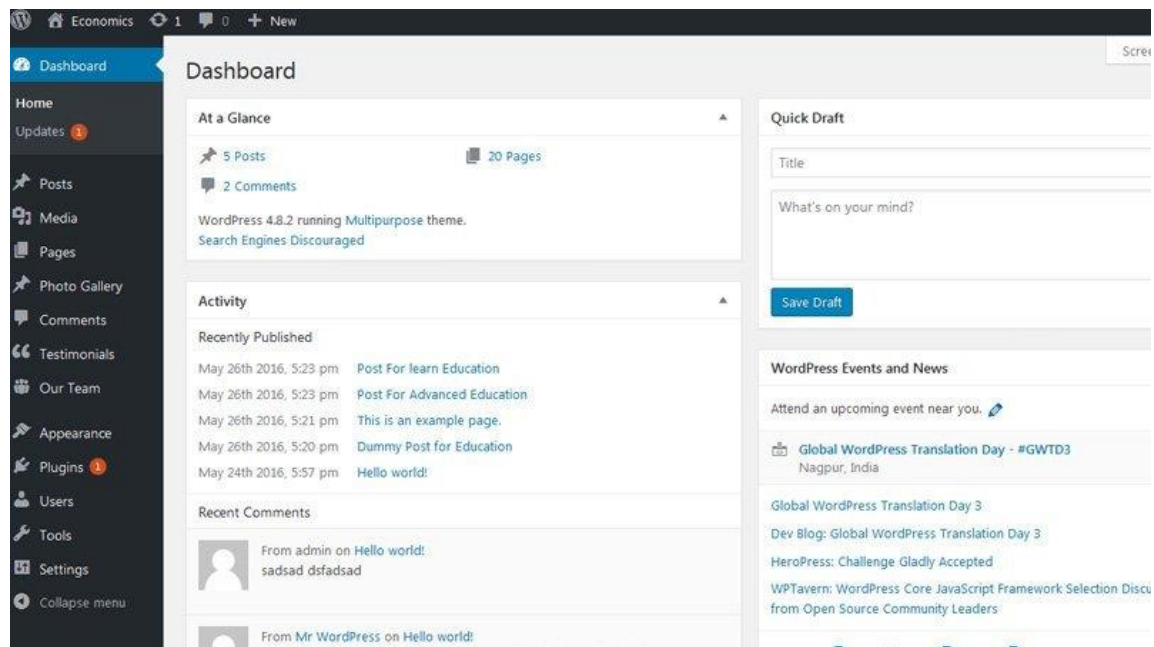 Economics 1 0 + New
Scree
Dashboard
Home
Updates 1
Posts
Media
Pages
Photo Gallery
Comments
Testimonials
Our Team
Appearance
Plugins 1
Users
Tools
Settings
Collapse menu
Dashboard
At a Glance
5 Posts 20 Pages
2 Comments
WordPress 4.8.2 running Multipurpose theme.
Search Engines Discouraged
Activity
Recently Published
May 26th 2016, 5:23 pm Post For learn Education
May 26th 2016, 5:23 pm Post For Advanced Education
May 26th 2016, 5:21 pm This is an example page.
May 26th 2016, 5:20 pm Dummy Post for Education
May 24th 2016, 5:57 pm Hello world!
Recent Comments
From admin on Hello world!
sadsad dsfadsad
From Mr WordPress on Hello world!
Quick Draft
Title
What's on your mind?
Save Draft
WordPress Events and News
Attend an upcoming event near you.
Global WordPress Translation Day - #GWTD3
Nagpur, India
Global WordPress Translation Day 3
Dev Blog: Global WordPress Translation Day 3
HeroPress: Challenge Gladly Accepted
WPTavern: WordPress Core JavaScript Framework Selection Discu
from Open Source Community Leaders